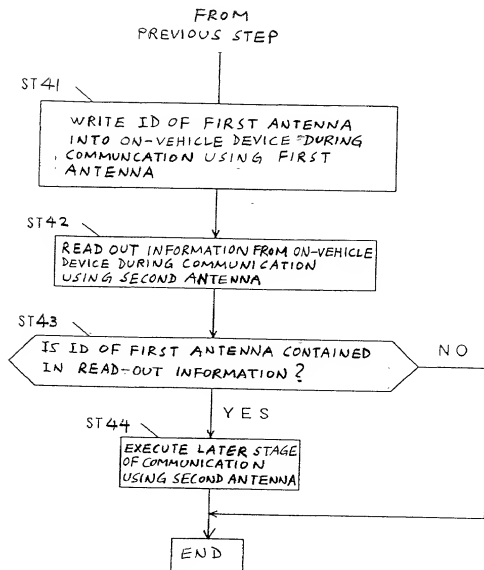 FROM
PREVIOUS STEP
ST41
WRITE ID OF FIRST ANTENNA
INTO ON-VEHICLE DEVICE DURING
COMMUNCATION USING FIRST
ANTENNA
ST42
READ OUT INFORMATION FROM ON-VEHICLE
DEVICE DURING COMMUNICATION
USING SECOND ANTENNA
ST43
IS ID OF FIRST ANTENNA CONTAINED
IN READ-OUT INFORMATION?
NO
YES
ST44
EXECUTE LATER STAGE
OF COMMUNICATION
USING SECOND ANTENNA
END